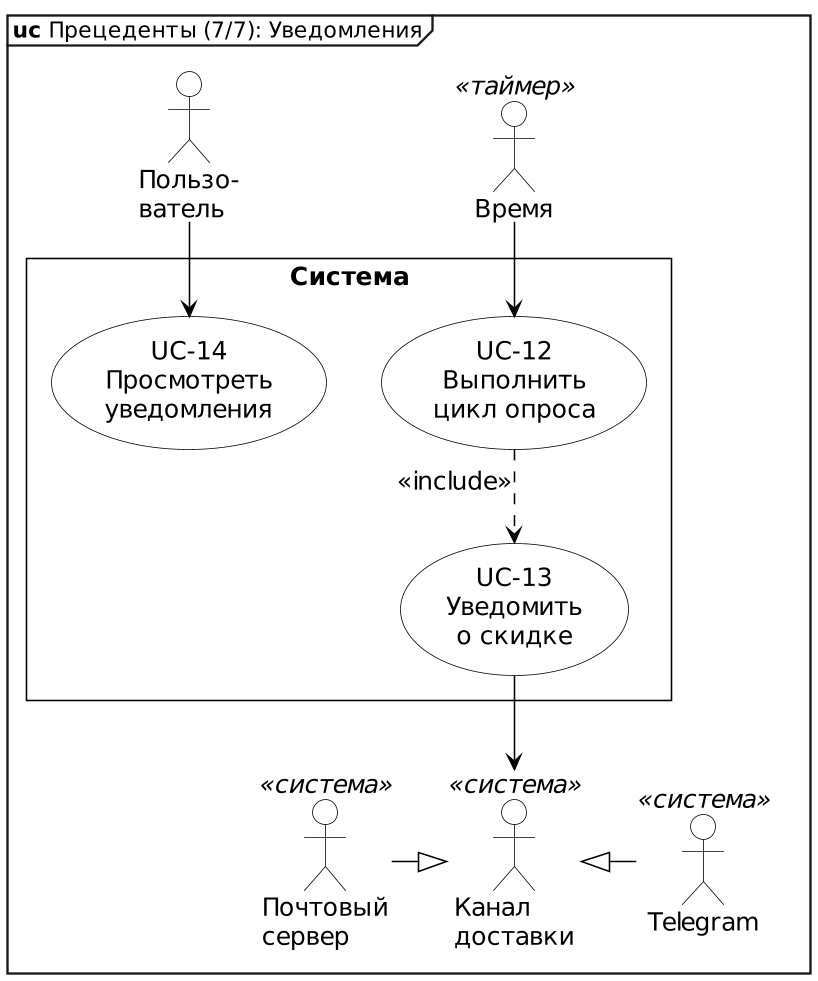 uc Прецеденты (7/7): Уведомления
«таймер»
Пользо-
ватель
Время
Система
UC-14
Просмотреть
уведомления
UC-12
Выполнить
цикл опроса
«include»
UC-13
Уведомить
о скидке
«система»
«система»
«система»
Почтовый
сервер
Канал
доставки
Telegram